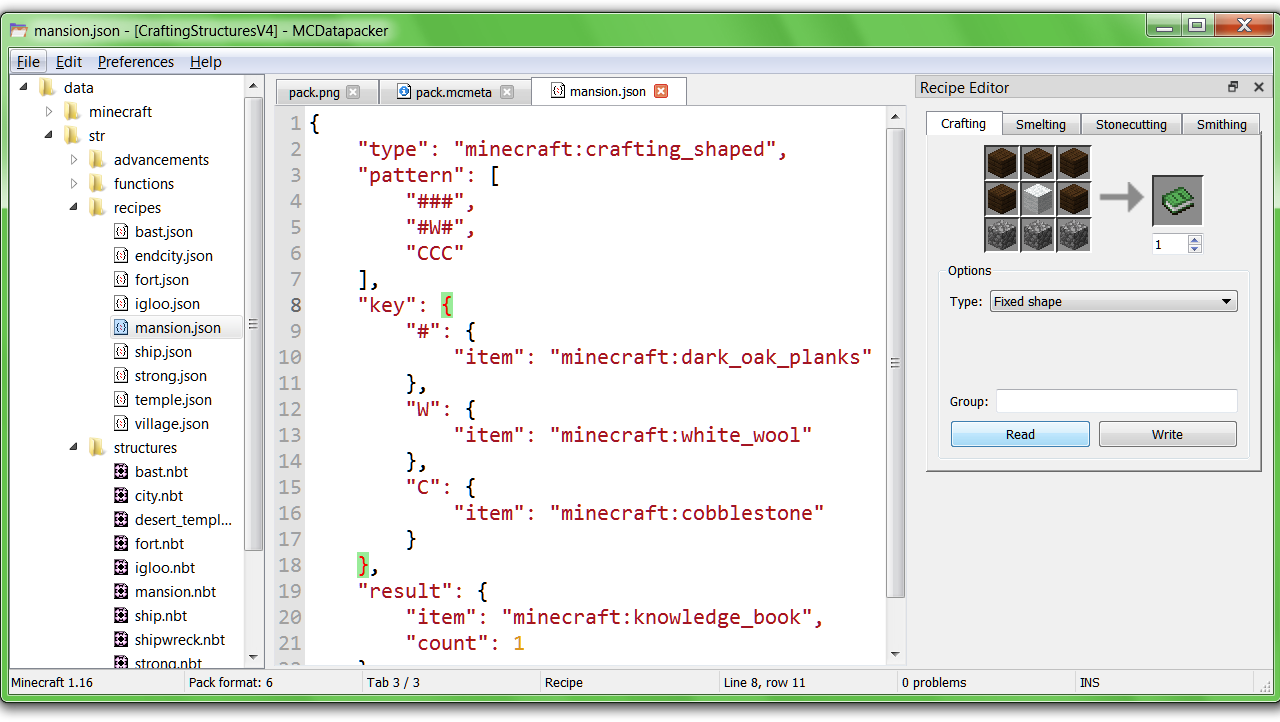 mansion.json - [CraftingStructuresV4] - MCDatapacker
File Edit Preferences Help
data
minecraft
str
advancements
functions
recipes
bast.json
endcity.json
fort.json
igloo.json
mansion.json
ship.json
strong.json
temple.json
village.json
structures
bast.nbt
city.nbt
desert_templ...
fort.nbt
igloo.nbt
mansion.nbt
ship.nbt
shipwreck.nbt
strong.nbt
pack.png pack.mcmeta mansion.json
1 {
2 "type": "minecraft:crafting_shaped",
3 "pattern": [
4 "###",
5 "#W#",
6 "CCC"
7 ],
8 "key": {
9 "#": {
10 "item": "minecraft:dark_oak_planks"
11 },
12 "W": {
13 "item": "minecraft:white_wool"
14 },
15 "C": {
16 "item": "minecraft:cobblestone"
17 }
18 },
19 "result": {
20 "item": "minecraft:knowledge_book",
21 "count": 1
22 }
Recipe Editor
Crafting Smelting Stonecutting Smithing
1
Options
Type: Fixed shape
Group:
Read Write
Minecraft 1.16 Pack format: 6 Tab 3 / 3 Recipe Line 8, row 11 0 problems INS